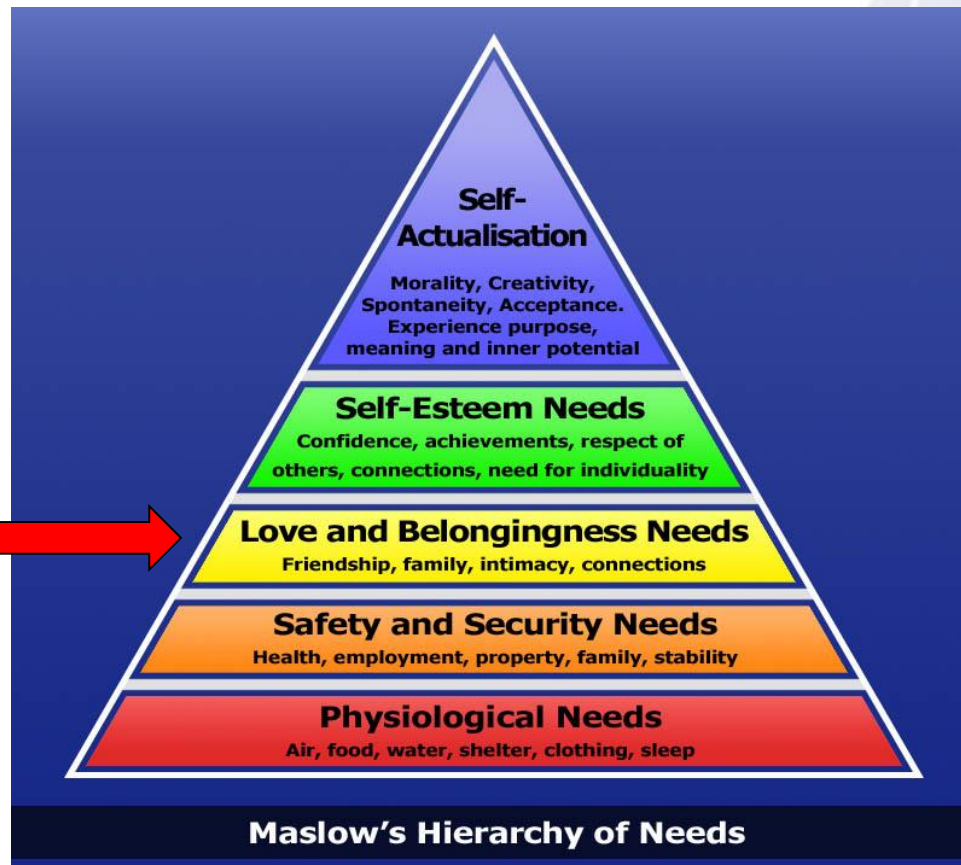 Self-
Actualisation
Morality, Creativity,
Spontaneity, Acceptance.
Experience purpose,
meaning and inner potential
Self-Esteem Needs
Confidence, achievements, respect of
others, connections, need for individuality
Love and Belongingness Needs
Friendship, family, intimacy, connections
Safety and Security Needs
Health, employment, property, family, stability
Physiological Needs
Air, food, water, shelter, clothing, sleep
Maslow's Hierarchy of Needs